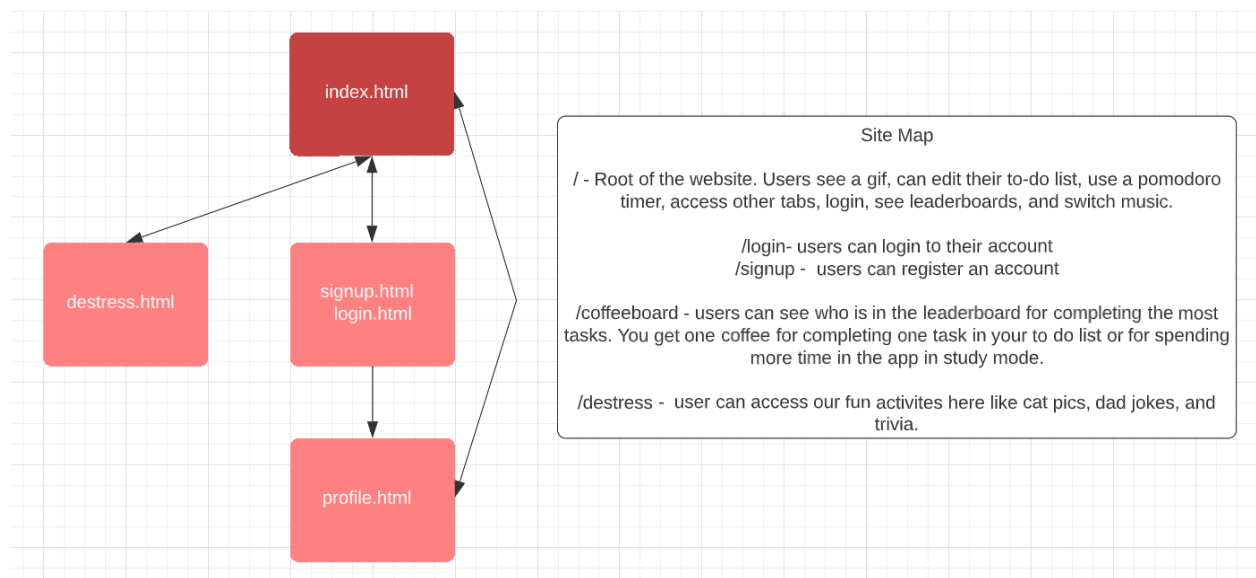 index.html
destress.html
signup.html
login.html
profile.html
Site Map
/ - Root of the website. Users see a gif, can edit their to-do list, use a pomodoro
timer, access other tabs, login, see leaderboards, and switch music.
/login- users can login to their account
/signup - users can register an account
/coffeeboard - users can see who is in the leaderboard for completing the most
tasks. You get one coffee for completing one task in your to do list or for spending
more time in the app in study mode.
/destress - user can access our fun activites here like cat pics, dad jokes, and
trivia.